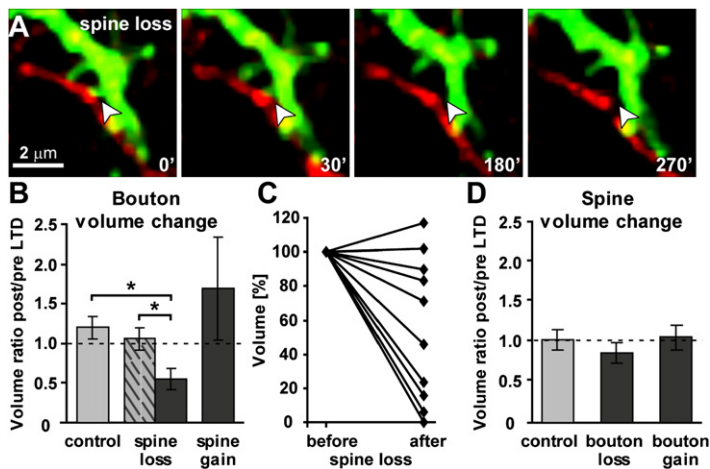 A
spine loss
2 μm
0’
30’
180’
270’
B
Bouton
volume change
Volume ratio post/pre LTD
2.5
2.0
1.5
1.0
0.5
0
*
*
control
spine
loss
spine
gain
C
Volume [%]
120
100
80
60
40
20
0
before
after
spine loss
D
Spine
volume change
Volume ratio post/pre LTD
2.5
2.0
1.5
1.0
0.5
0
control
bouton
loss
bouton
gain